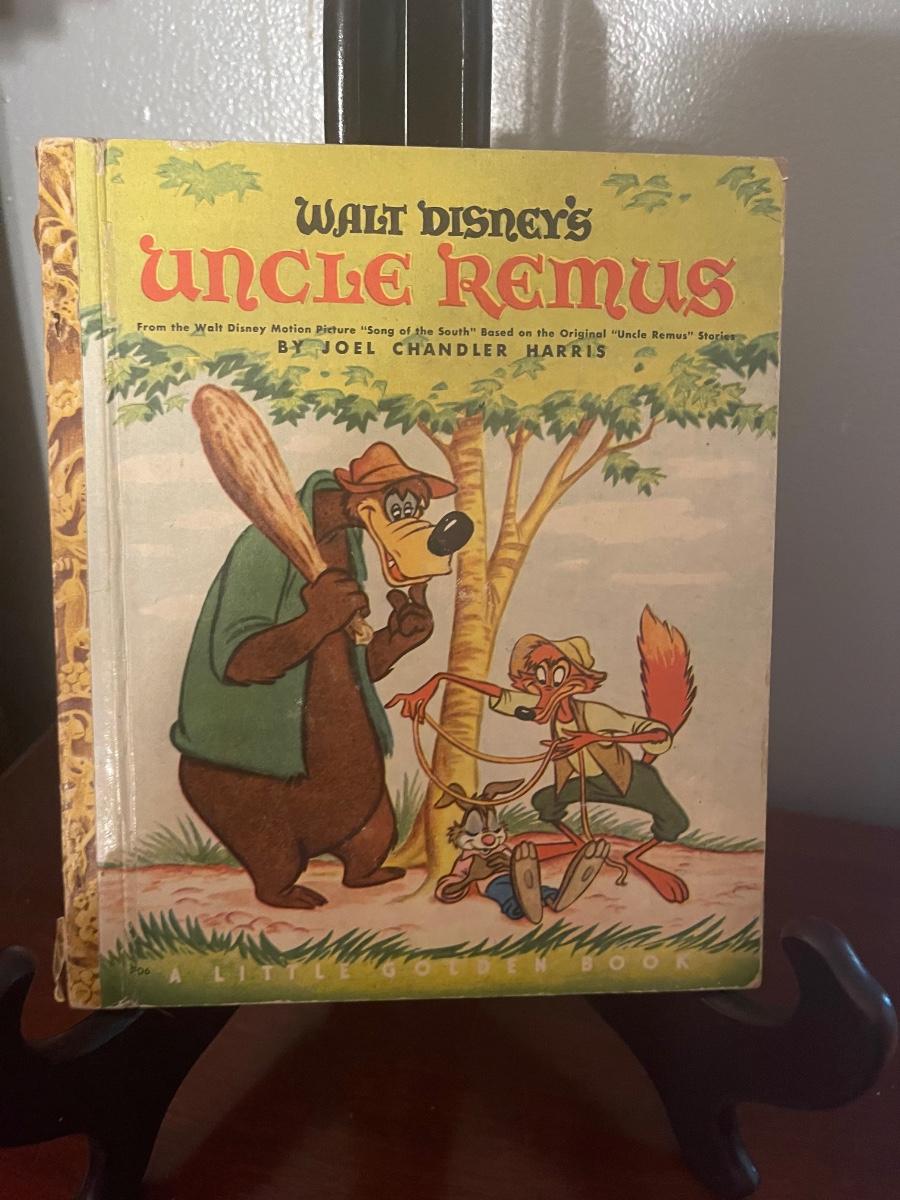 WALT DISNEY'S
UNCLE REMUS
From the Walt Disney Motion Picture "Song of the South" Based on the Original "Uncle Remus" Stories
BY JOEL CHANDLER HARRIS
A LITTLE GOLDEN BOOK